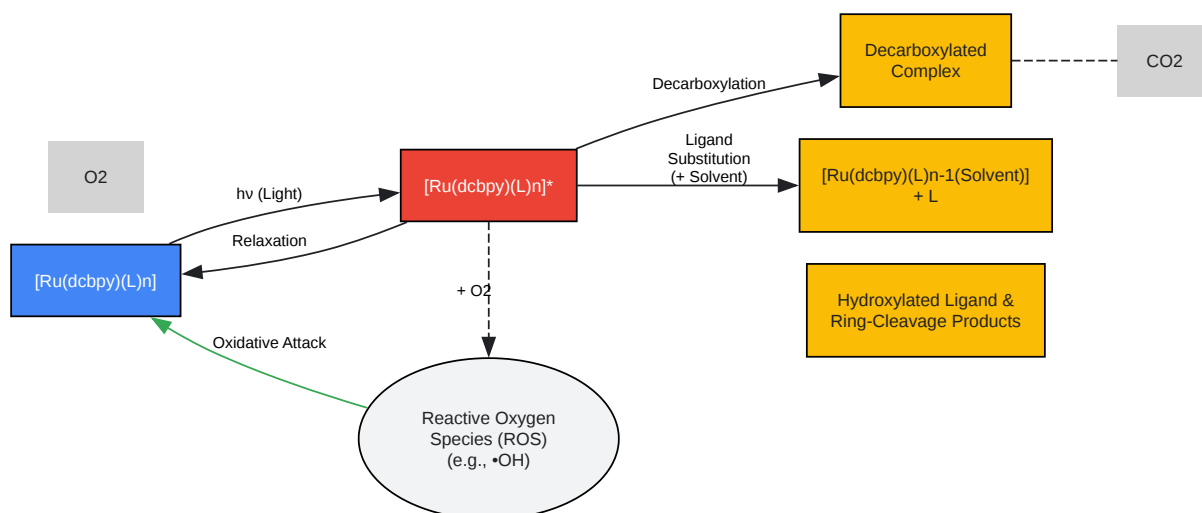 Decarboxylated
Complex
CO2
Decarboxylation
Ligand
Substitution
(+ Solvent)
[Ru(dcbpy)(L)n-1(Solvent)]
+ L
O2
[Ru(dcbpy)(L)n]*
hν (Light)
Relaxation
[Ru(dcbpy)(L)n]
+ O2
Hydroxylated Ligand &
Ring-Cleavage Products
Oxidative Attack
Reactive Oxygen
Species (ROS)
(e.g., •OH)